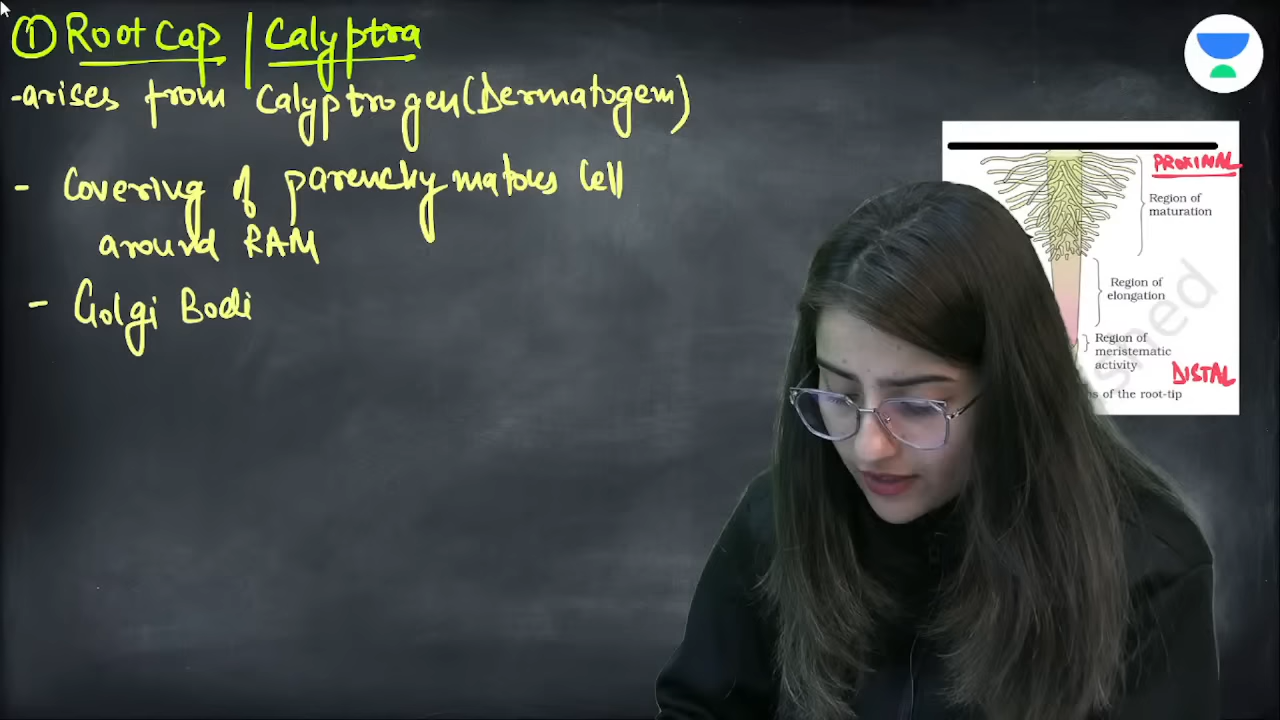 ① Root Cap | Calyptra
-arises from Calyptrogen(Dermatogem)
- Covering of parenchymatous Cell
around RAM
- Golgi Bodi
PROXIMAL
Region of
maturation
Region of
elongation
Region of
meristematic
activity
DISTAL
of the root-tip
shed